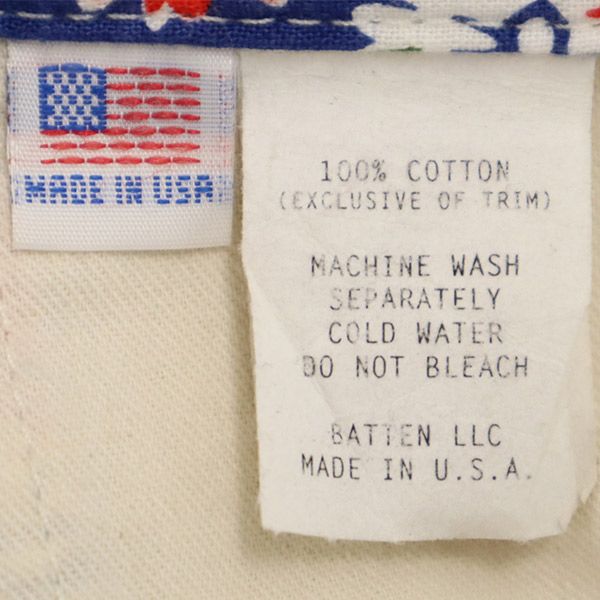 MADE IN USA
100% COTTON
(EXCLUSIVE OF TRIM)
MACHINE WASH
SEPARATELY
COLD WATER
DO NOT BLEACH
BATTEN LLC
MADE IN U.S.A.